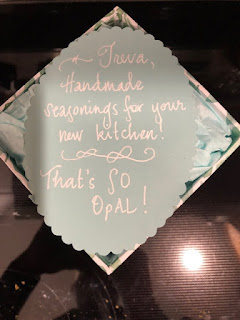 Treva,
Handmade
seasonings for your
new kitchen!
That's SO
OpAL!